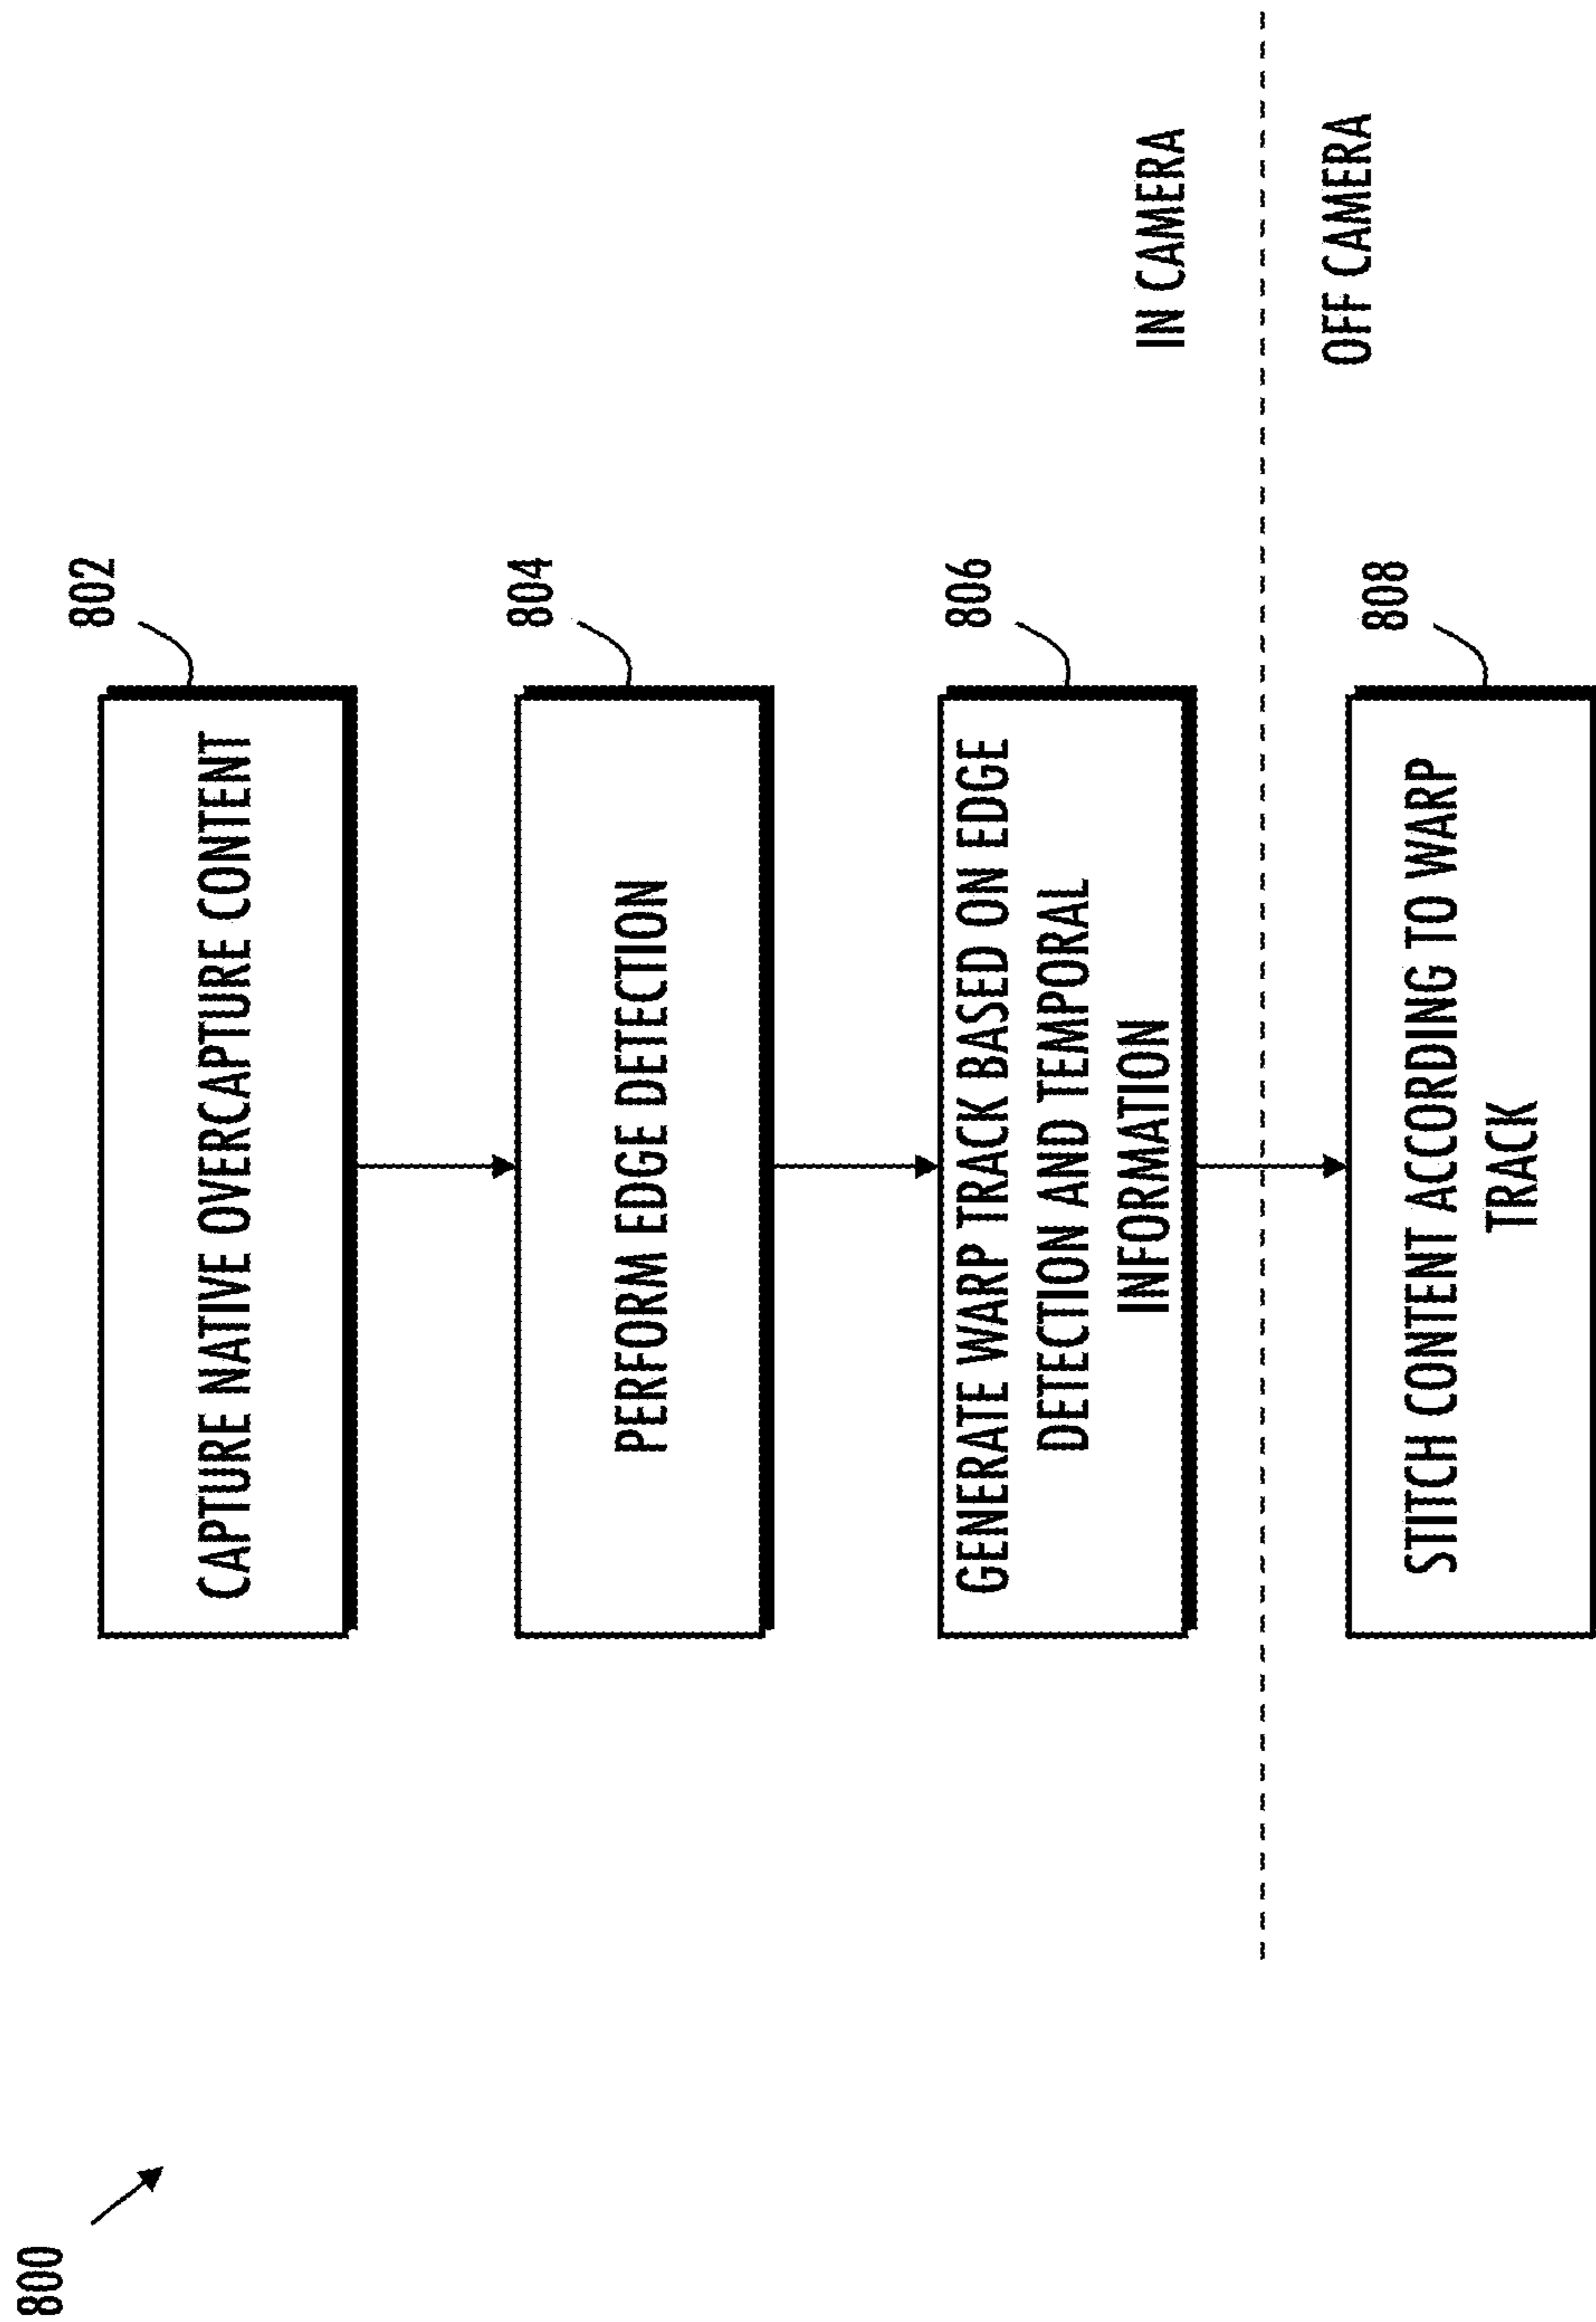 800
802
CAPTURE NATIVE OVERCAPTURE CONTENT
804
PERFORM EDGE DETECTION
806
GENERATE WARP TRACK BASED ON EDGE
DETECTION AND TEMPORAL
INFORMATION
IN CAMERA
OFF CAMERA
808
STITCH CONTENT ACCORDING TO WARP
TRACK